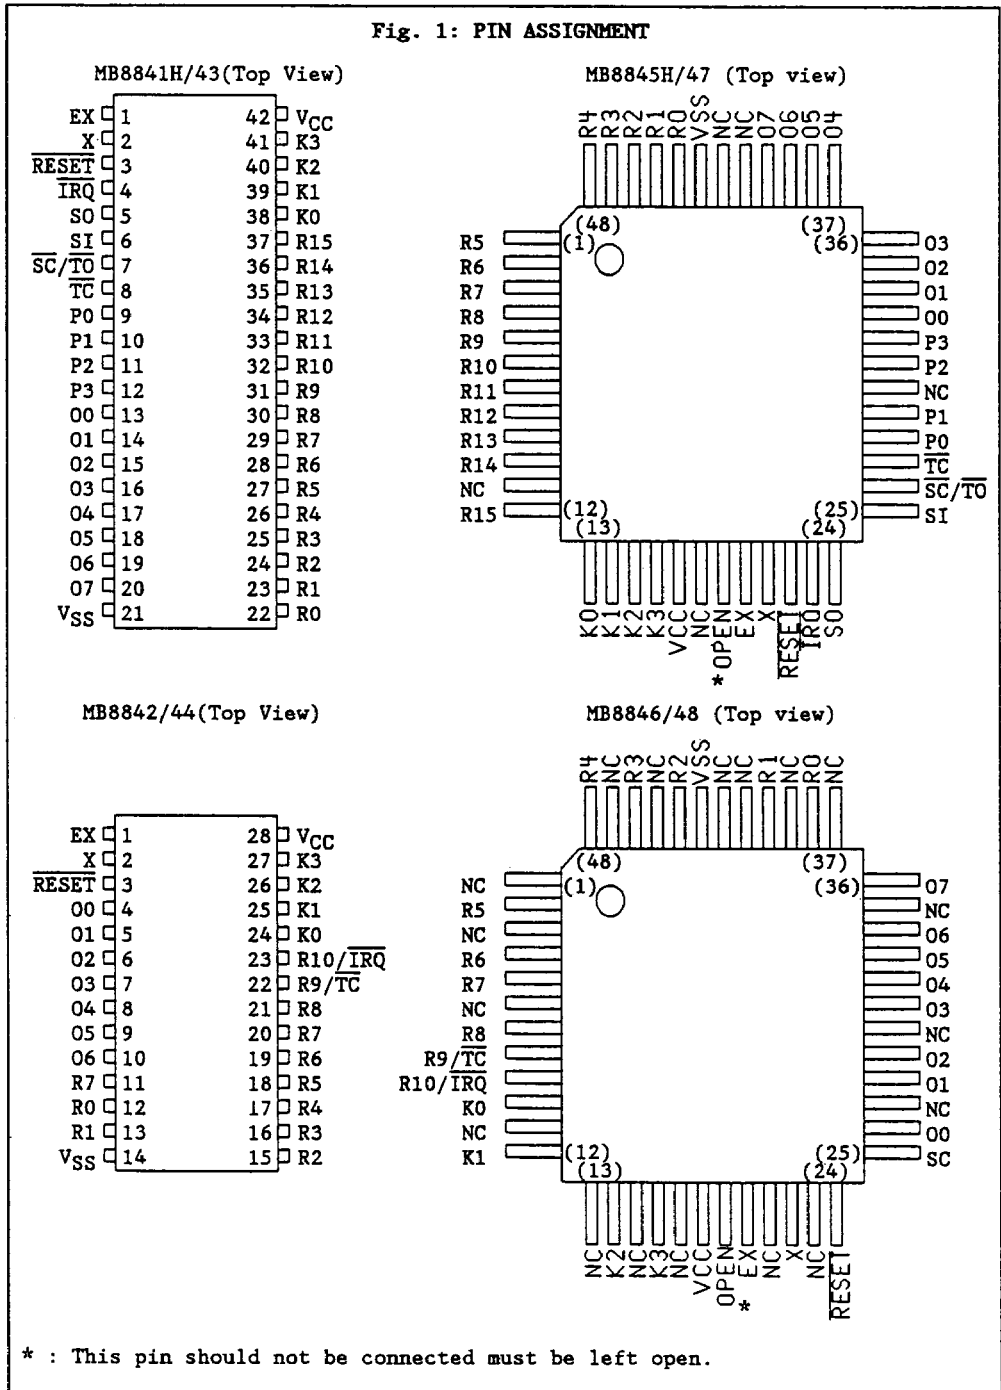 Fig. 1: PIN ASSIGNMENT
MB8841H/43(Top View)
EX 1 42 VCC
X 2 41 K3
RESET 3 40 K2
IRQ 4 39 K1
SO 5 38 K0
SI 6 37 R15
SC/TO 7 36 R14
TC 8 35 R13
P0 9 34 R12
P1 10 33 R11
P2 11 32 R10
P3 12 31 R9
O0 13 30 R8
O1 14 29 R7
O2 15 28 R6
O3 16 27 R5
O4 17 26 R4
O5 18 25 R3
O6 19 24 R2
O7 20 23 R1
VSS 21 22 R0
MB8845H/47 (Top view)
R4 R3 R2 R1 R0 VSS NC NC O7 O6 O5 O4
(48) (37)
(1) (36)
R5 O3
R6 O2
R7 O1
R8 O0
R9 P3
R10 P2
R11 NC
R12 P1
R13 P0
R14 TC
NC SC/TO
R15 SI
(12) (25)
(13) (24)
K0 K1 K2 K3 VCC NC *OPEN EX X RESET IRQ SO
MB8842/44(Top View)
EX 1 28 VCC
X 2 27 K3
RESET 3 26 K2
O0 4 25 K1
O1 5 24 K0
O2 6 23 R10/IRQ
O3 7 22 R9/TC
O4 8 21 R8
O5 9 20 R7
O6 10 19 R6
R7 11 18 R5
R0 12 17 R4
R1 13 16 R3
VSS 14 15 R2
MB8846/48 (Top view)
R4 NC R3 NC R2 VSS NC NC R1 NC R0 NC
(48) (37)
(1) (36)
NC O7
R5 NC
NC O6
R6 O5
R7 O4
NC O3
R8 NC
R9/TC O2
R10/IRQ O1
K0 NC
NC O0
K1 SC
(12) (25)
(13) (24)
NC K2 NC K3 NC VCC OPEN *EX NC X NC RESET
* : This pin should not be connected must be left open.